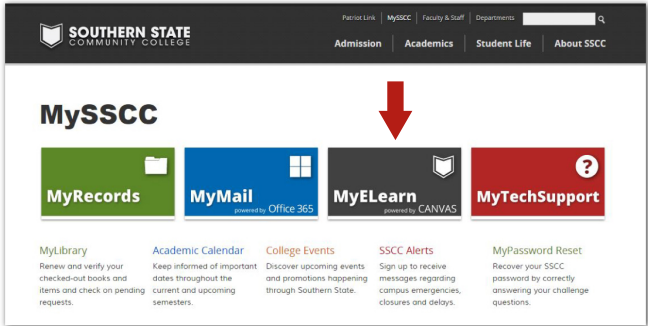 Patriot Link MySSCC Faculty & Staff Departments
SOUTHERN STATE
COMMUNITY COLLEGE
Admission Academics Student Life About SSCC
MySSCC
MyRecords
MyMail
powered by Office 365
MyELearn
powered by CANVAS
?
MyTechSupport
MyLibrary
Renew and verify your
checked-out books and
items and check on pending
requests.
Academic Calendar
Keep informed of important
dates throughout the
current and upcoming
semesters.
College Events
Discover upcoming events
and promotions happening
through Southern State.
SSCC Alerts
Sign up to receive
messages regarding
campus emergencies,
closures and delays.
MyPassword Reset
Recover your SSCC
password by correctly
answering your challenge
questions.